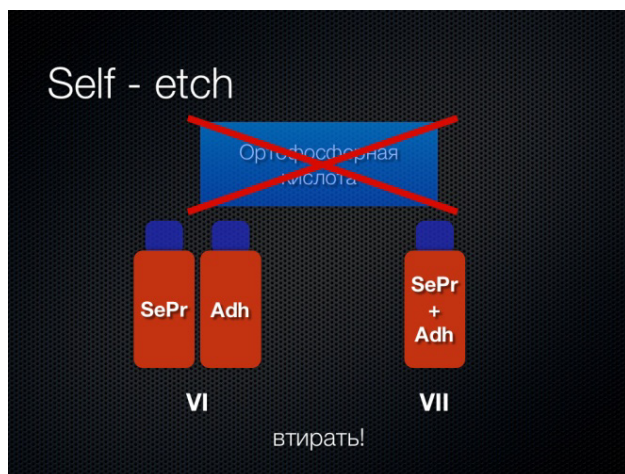 Self - etch
Ортофосфорная
кислота
SePr
Adh
SePr
+
Adh
VI
VII
втирать!